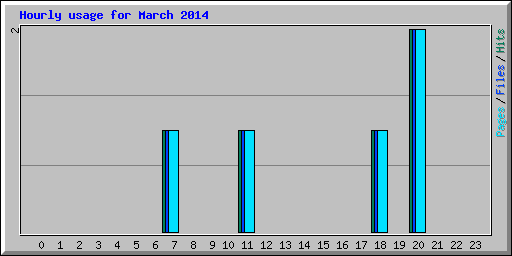 Hourly usage for March 2014
2
Pages/Files/Hits
0 1 2 3 4 5 6 7 8 9 10 11 12 13 14 15 16 17 18 19 20 21 22 23